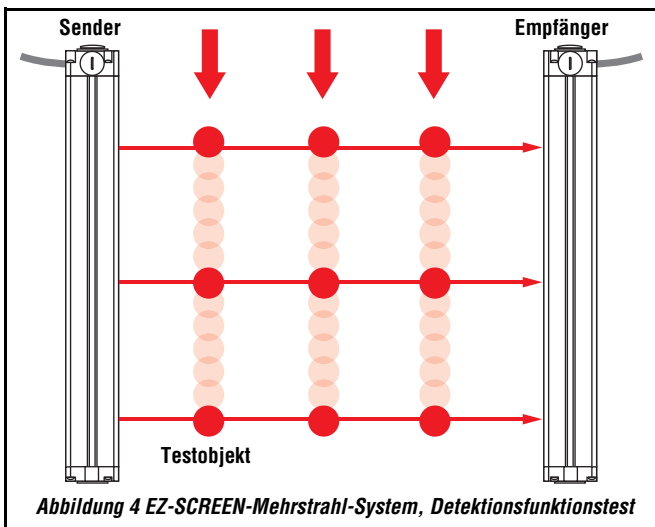 Sender
Empfänger
Testobjekt
Abbildung 4 EZ-SCREEN-Mehrstrahl-System, Detektionsfunktionstest